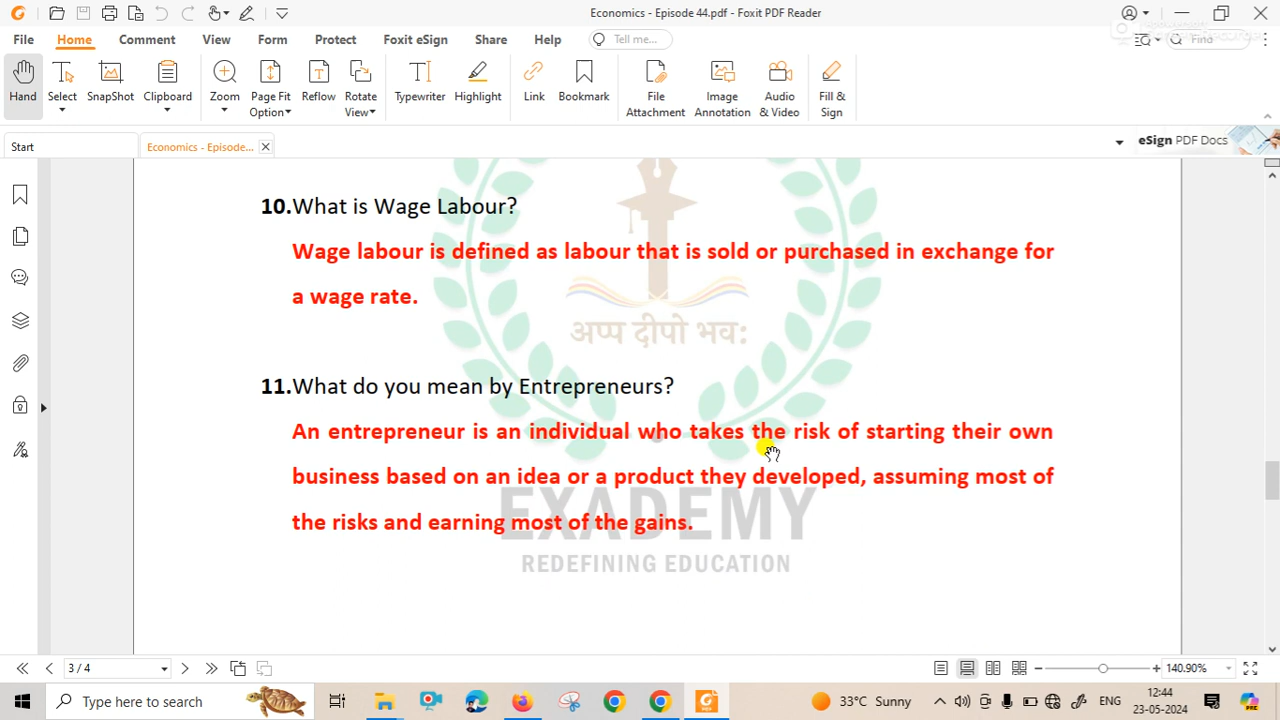 Economics - Episode 44.pdf - Foxit PDF Reader
File Home Comment View Form Protect Foxit eSign Share Help Tell me... Find
Hand Select SnapShot Clipboard Zoom Page Fit Option Reflow Rotate View Typewriter Highlight Link Bookmark File Attachment Image Annotation Audio & Video Fill & Sign
Start Economics - Episode... eSign PDF Docs
10.What is Wage Labour?
Wage labour is defined as labour that is sold or purchased in exchange for
a wage rate.
अप्प दीपो भव:
11.What do you mean by Entrepreneurs?
An entrepreneur is an individual who takes the risk of starting their own
business based on an idea or a product they developed, assuming most of
the risks and earning most of the gains.
EXADEMY
REDEFINING EDUCATION
3 / 4 140.90%
Type here to search 33°C Sunny ENG 12:44
23-05-2024